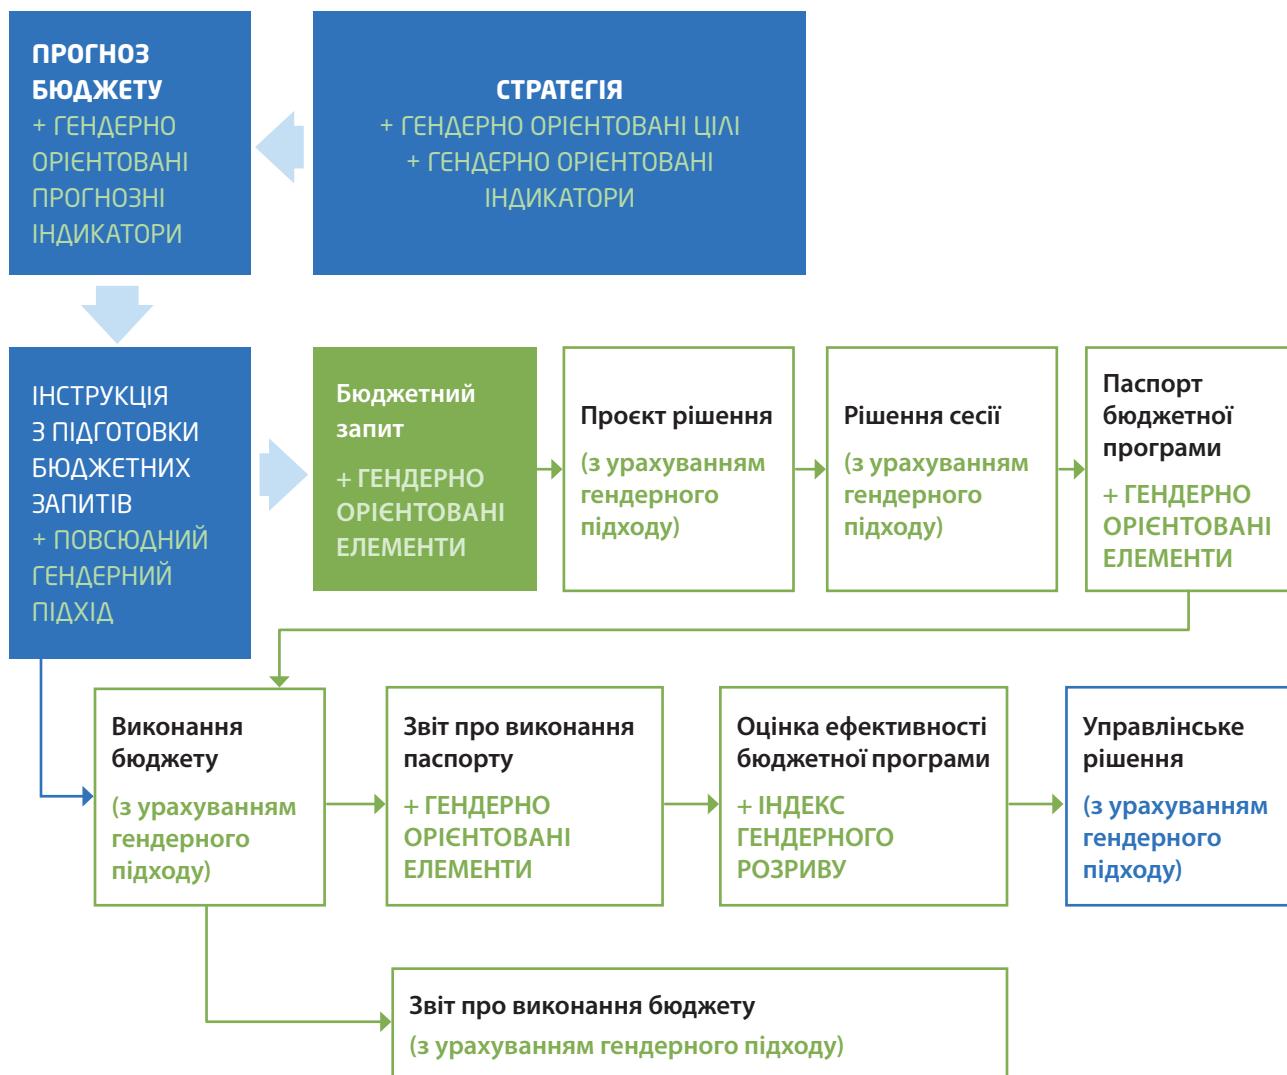 ПРОГНОЗ
БЮДЖЕТУ
+ ГЕНДЕРНО
ОРІЄНТОВАНІ
ПРОГНОЗНІ
ІНДИКАТОРИ
СТРАТЕГІЯ
+ ГЕНДЕРНО ОРІЄНТОВАНІ ЦІЛІ
+ ГЕНДЕРНО ОРІЄНТОВАНІ
ІНДИКАТОРИ
ІНСТРУКЦІЯ
З ПІДГОТОВКИ
БЮДЖЕТНИХ
ЗАПИТІВ
+ ПОВСЮДНИЙ
ГЕНДЕРНИЙ
ПІДХІД
Бюджетний
запит
+ ГЕНДЕРНО
ОРІЄНТОВАНІ
ЕЛЕМЕНТИ
Проєкт рішення
(з урахуванням
гендерного
підходу)
Рішення сесії
(з урахуванням
гендерного
підходу)
Паспорт
бюджетної
програми
+ ГЕНДЕРНО
ОРІЄНТОВАНІ
ЕЛЕМЕНТИ
Виконання
бюджету
(з урахуванням
гендерного
підходу)
Звіт про виконання
паспорту
+ ГЕНДЕРНО
ОРІЄНТОВАНІ
ЕЛЕМЕНТИ
Оцінка ефективності
бюджетної програми
+ ІНДЕКС
ГЕНДЕРНОГО
РОЗРИВУ
Управлінське
рішення
(з урахуванням
гендерного
підходу)
Звіт про виконання бюджету
(з урахуванням гендерного підходу)